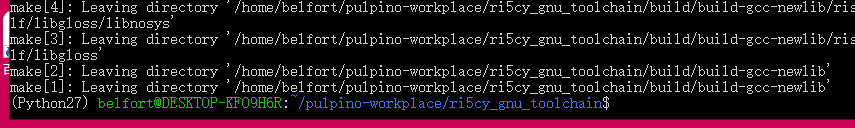 make[4]: Leaving directory '/home/belfort/pulpino-workplace/ri5cy_gnu_toolchain/build/build-gcc-newlib/ris
lf/libgloss/libnosys'
make[3]: Leaving directory '/home/belfort/pulpino-workplace/ri5cy_gnu_toolchain/build/build-gcc-newlib/ris
lf/libgloss'
make[2]: Leaving directory '/home/belfort/pulpino-workplace/ri5cy_gnu_toolchain/build/build-gcc-newlib'
make[1]: Leaving directory '/home/belfort/pulpino-workplace/ri5cy_gnu_toolchain/build/build-gcc-newlib'
(Python27) belfort@DESKTOP-KFO9H6R:~/pulpino-workplace/ri5cy_gnu_toolchain$